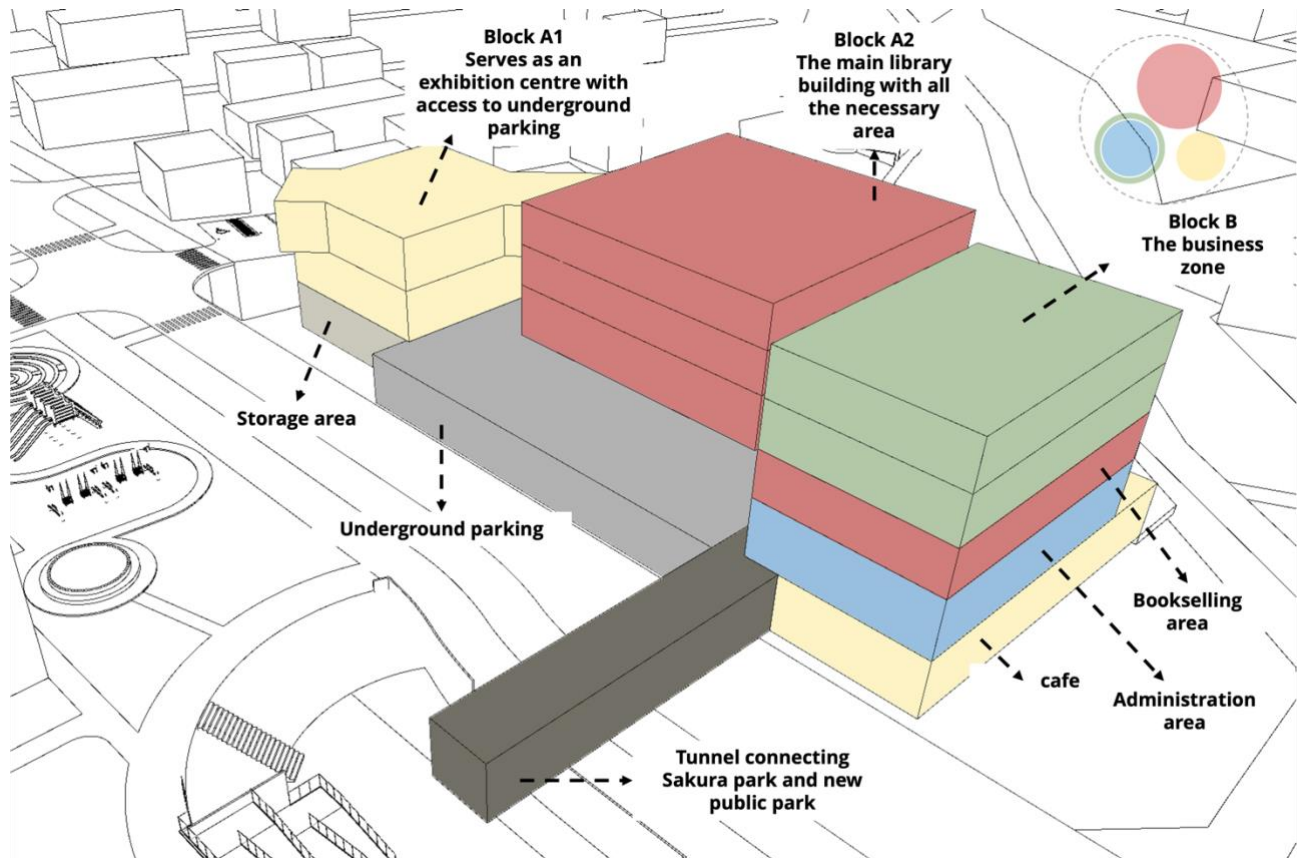 Block A1
Serves as an
exhibition centre with
access to underground
parking
Block A2
The main library
building with all
the necessary
area
Block B
The business
zone
Storage area
Underground parking
Bookselling
area
cafe
Administration
area
Tunnel connecting
Sakura park and new
public park